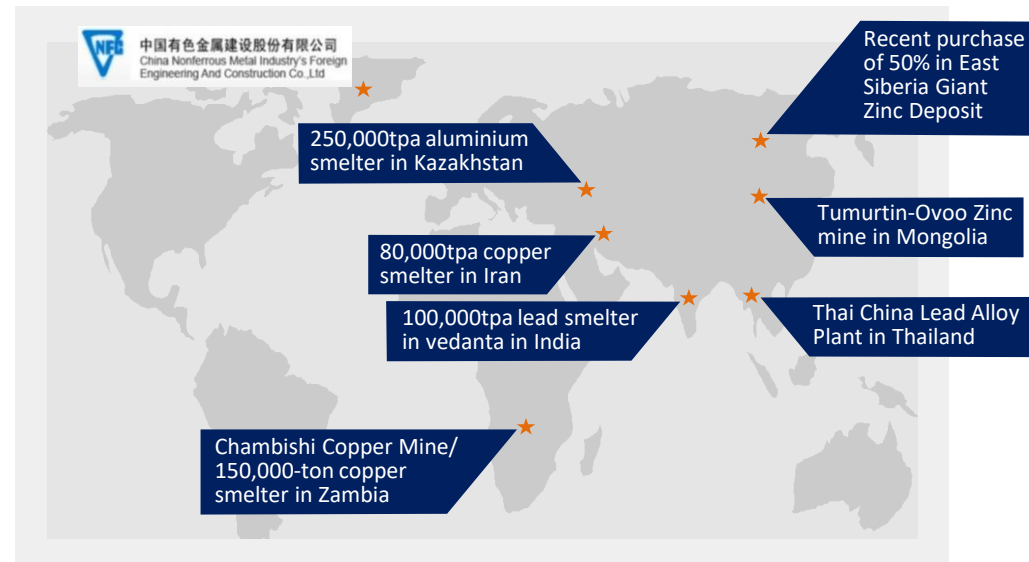 NFC
中国有色金属建设股份有限公司
China Nonferrous Metal Industry's Foreign
Engineering And Construction Co.,Ltd
Recent purchase
of 50% in East
Siberia Giant
Zinc Deposit
250,000tpa aluminium
smelter in Kazakhstan
Tumurtin-Ovoo Zinc
mine in Mongolia
80,000tpa copper
smelter in Iran
100,000tpa lead smelter
in vedanta in India
Thai China Lead Alloy
Plant in Thailand
Chambishi Copper Mine/
150,000-ton copper
smelter in Zambia